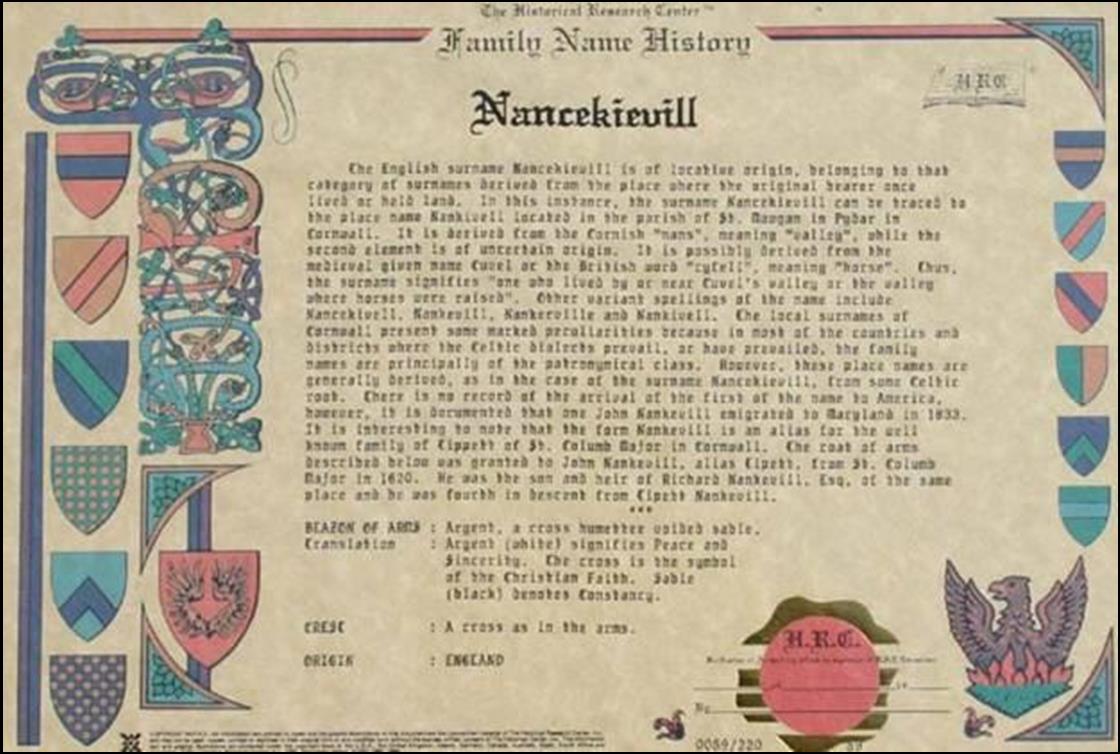 The Historical Research Center™
Family Name History
H.R.C.
Nancekievill
The English surname Nancekievill is of locative origin, belonging to that
category of surnames derived from the place where the original bearer once
lived or held land. In this instance, the surname Nancekievill can be traced to
the place name Nankivell located in the parish of St. Mawgan in Pydar in
Cornwall. It is derived from the Cornish "nans", meaning "valley", while the
second element is of uncertain origin. It is possibly derived from the
medieval given name Cuvel or the British word "cyfell", meaning "horse". Thus,
the surname signifies "one who lived by or near Cuvel's valley or the valley
where horses were raised". Other variant spellings of the name include
Nancekivell, Nankevill, Nankerville and Nankivell. The local surnames of
Cornwall present some marked peculiarities because in most of the countries and
districts where the Celtic dialects prevail, or have prevailed, the family
names are principally of the patronymical class. However, these place names are
generally derived, as in the case of the surname Nancekievill, from some Celtic
root. There is no record of the arrival of the first of the name to America,
however, it is documented that one John Nankevill emigrated to Maryland in 1633.
It is interesting to note that the form Nankevill is an alias for the well
known family of Tippett of St. Columb Major in Cornwall. The coat of arms
described below was granted to John Nankevill, alias Tipett, from St. Columb
Major in 1620. He was the son and heir of Richard Nankevill, Esq. of the same
place and he was fourth in descent from Tipett Nankevill.
***
BLAZON OF ARMS : Argent, a cross humettee voided sable.
Translation : Argent (white) signifies Peace and
Sincerity. The cross is the symbol
of the Christian Faith. Sable
(black) denotes Constancy.
CREST : A cross as in the arms.
ORIGIN : ENGLAND
H.R.C.
No.
0059/220